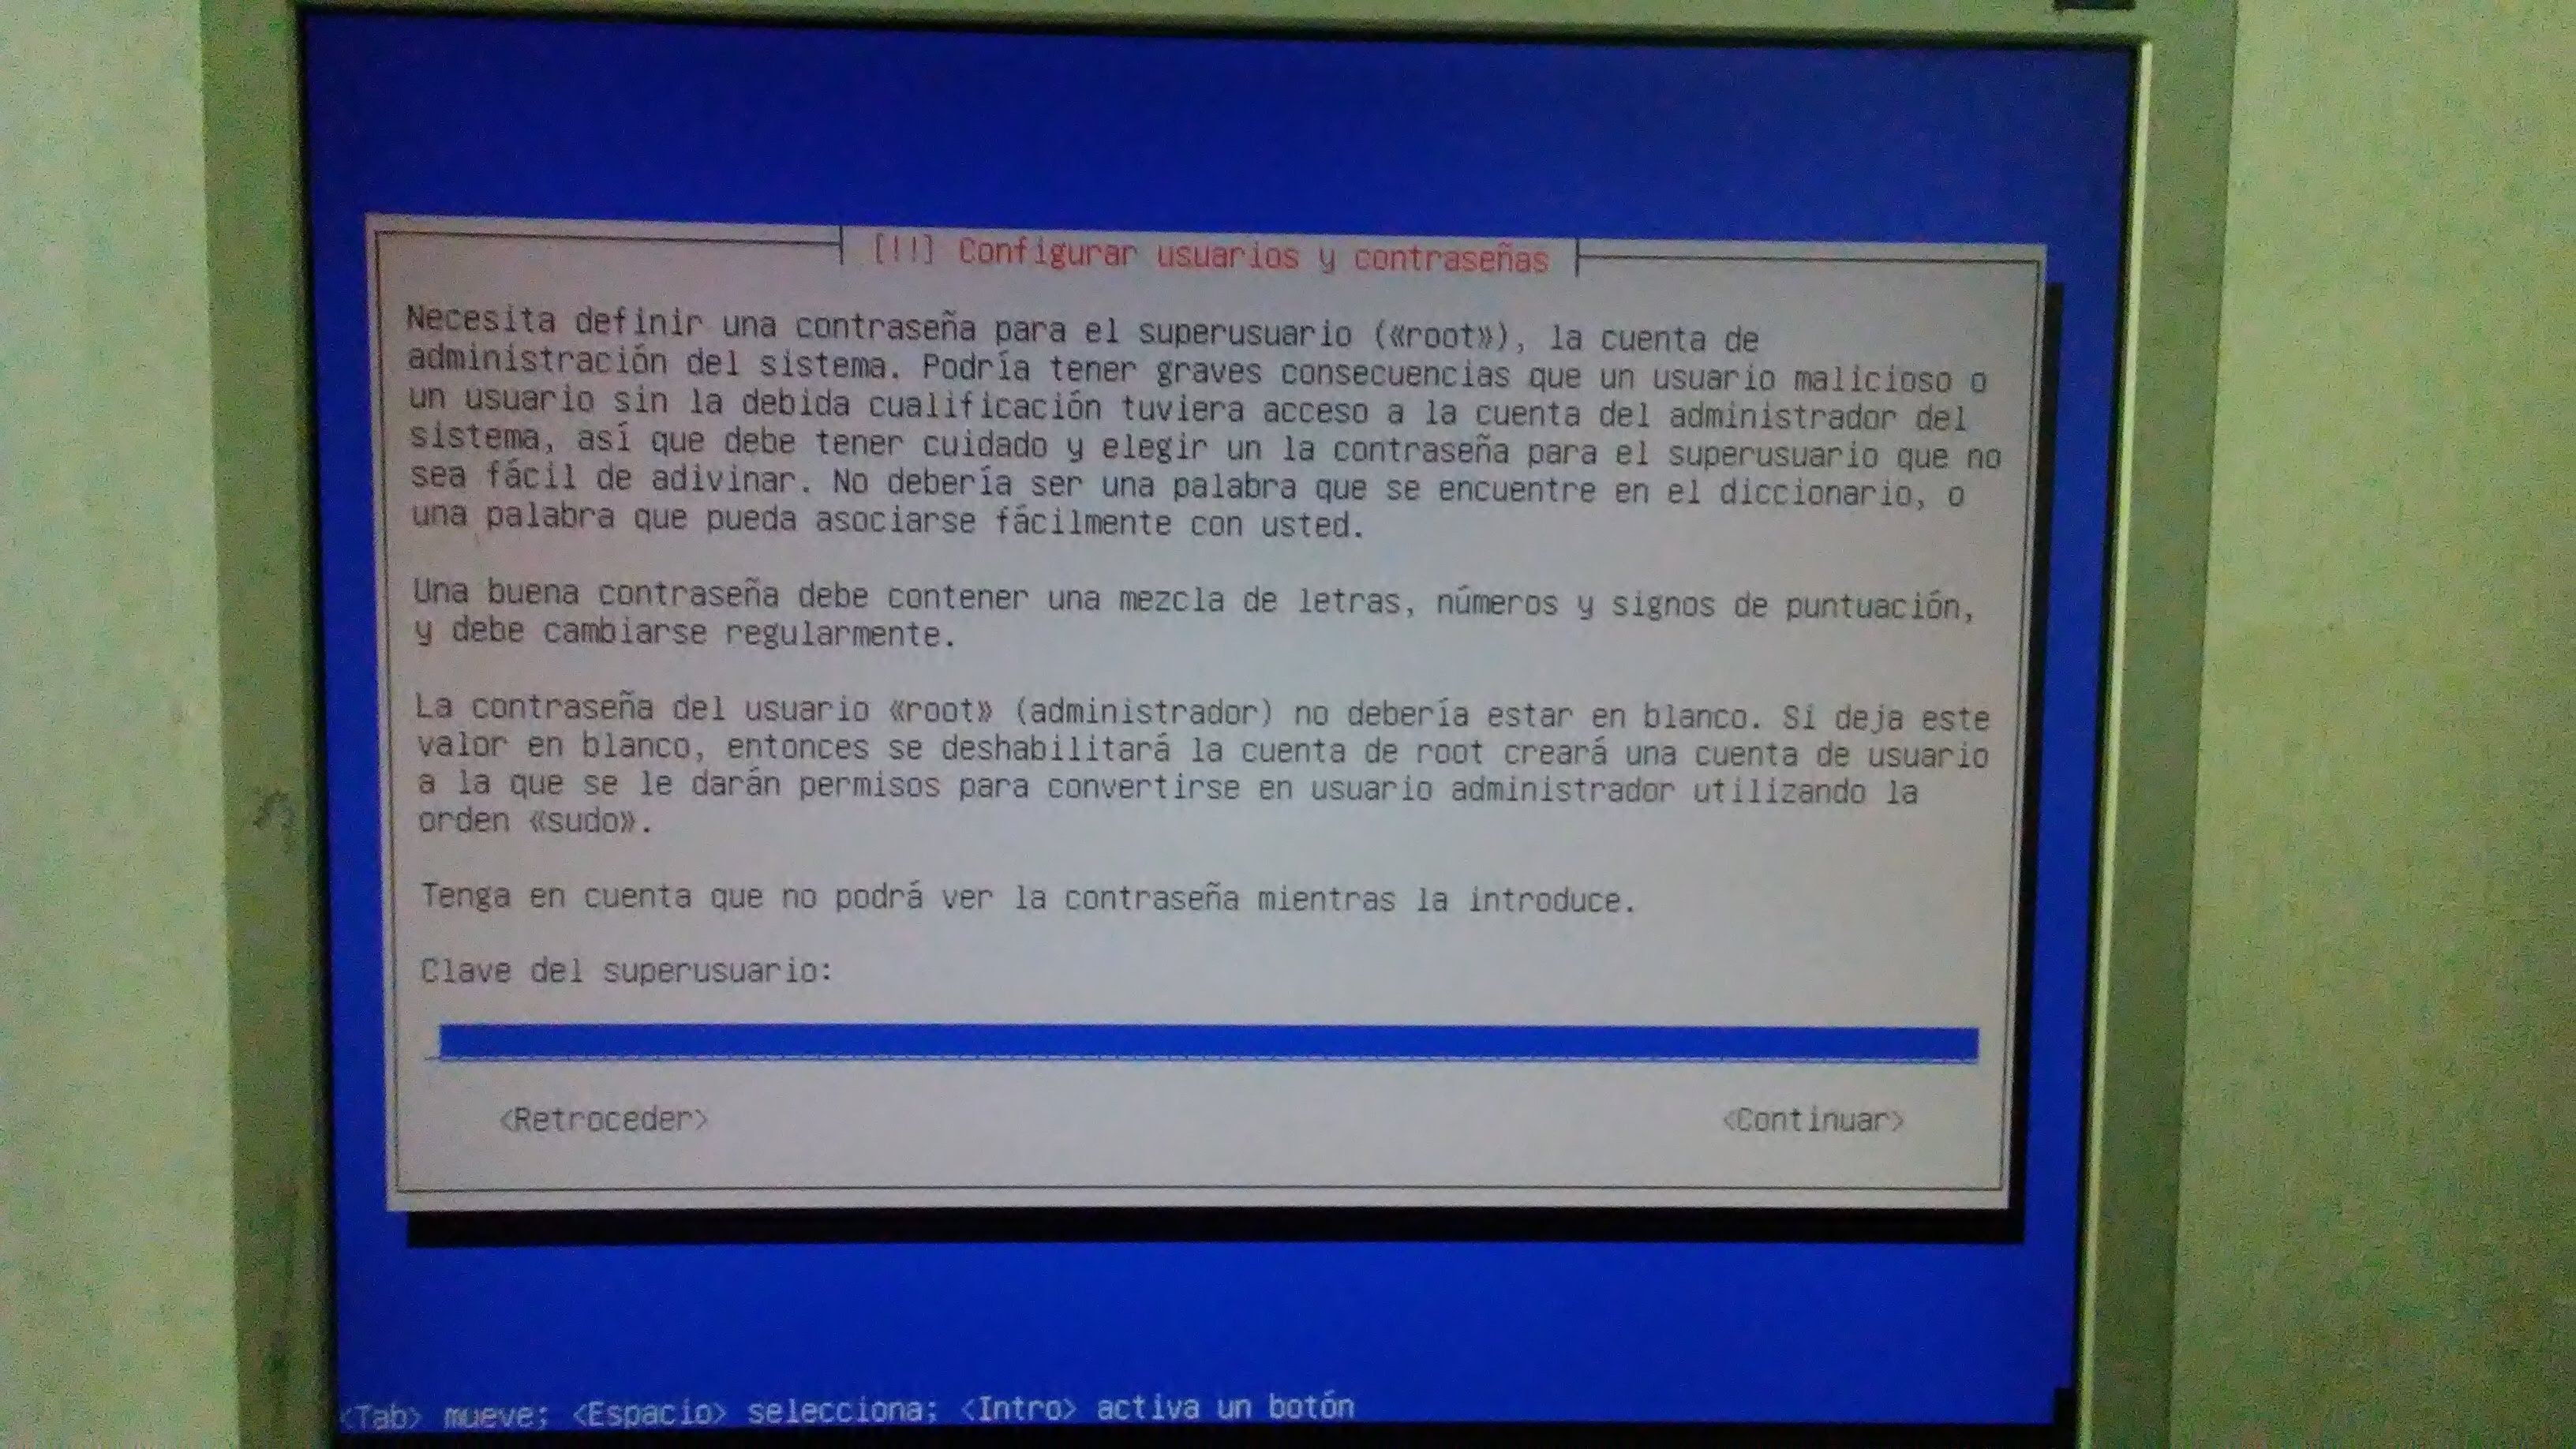 [!!] Configurar usuarios y contraseñas
Necesita definir una contraseña para el superusuario («root»), la cuenta de
administración del sistema. Podría tener graves consecuencias que un usuario malicioso o
un usuario sin la debida cualificación tuviera acceso a la cuenta del administrador del
sistema, así que debe tener cuidado y elegir un la contraseña para el superusuario que no
sea fácil de adivinar. No debería ser una palabra que se encuentre en el diccionario, o
una palabra que pueda asociarse fácilmente con usted.
Una buena contraseña debe contener una mezcla de letras, números y signos de puntuación,
y debe cambiarse regularmente.
La contraseña del usuario «root» (administrador) no debería estar en blanco. Si deja este
valor en blanco, entonces se deshabilitará la cuenta de root creará una cuenta de usuario
a la que se le darán permisos para convertirse en usuario administrador utilizando la
orden «sudo».
Tenga en cuenta que no podrá ver la contraseña mientras la introduce.
Clave del superusuario:
<Retroceder> <Continuar>
<Tab> mueve; <Espacio> selecciona; <Intro> activa un botón